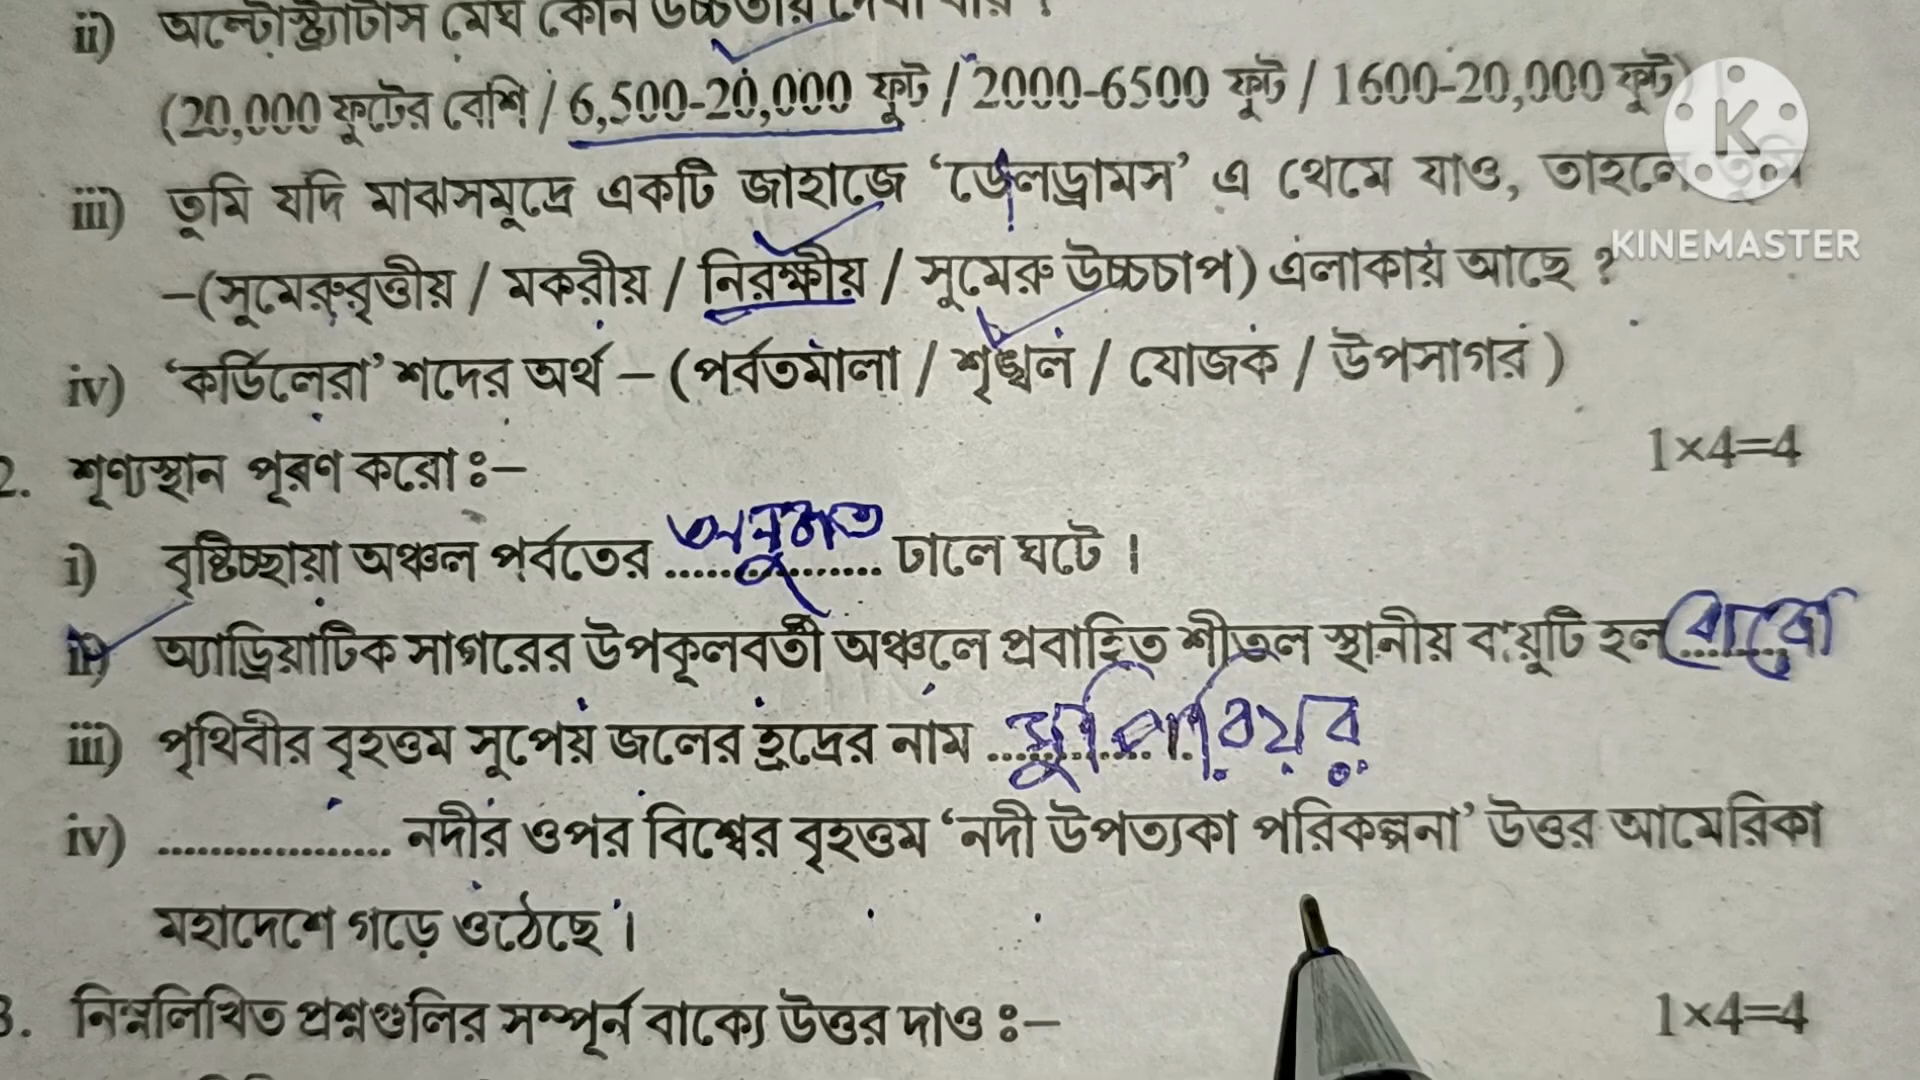 ii) অল্টোস্ট্র্যাটাস মেঘ কোন উচ্চতায় দেখা যায় ?
(20,000 ফুটের বেশি / 6,500-20,000 ফুট / 2000-6500 ফুট / 1600-20,000 ফুট)
K
iii) তুমি যদি মাঝসমুদ্রে একটি জাহাজে ‘ডোলড্রামস’ এ থেমে যাও, তাহলে তুমি
KINEMASTER
–(সুমেরুবৃত্তীয় / মকরীয় / নিরক্ষীয় / সুমেরু উচ্চচাপ) এলাকায় আছে ?
iv) ‘কর্ডিলেরা’ শব্দের অর্থ – (পর্বতমালা / শৃঙ্খল / যোজক / উপসাগর )
2. শূণ্যস্থান পূরণ করো ঃ– 1×4=4
i) বৃষ্টিচ্ছায়া অঞ্চল পর্বতের অনুবাত ঢালে ঘটে ।
ii) অ্যাড্রিয়াটিক সাগরের উপকূলবর্তী অঞ্চলে প্রবাহিত শীতল স্থানীয় বায়ুটি হল বোরো
iii) পৃথিবীর বৃহত্তম সুপেয় জলের হ্রদের নাম সুপিরিয়র
iv) .................. নদীর ওপর বিশ্বের বৃহত্তম ‘নদী উপত্যকা পরিকল্পনা’ উত্তর আমেরিকা
মহাদেশে গড়ে ওঠেছে ।
3. নিম্নলিখিত প্রশ্নগুলির সম্পূর্ন বাক্যে উত্তর দাও ঃ– 1×4=4